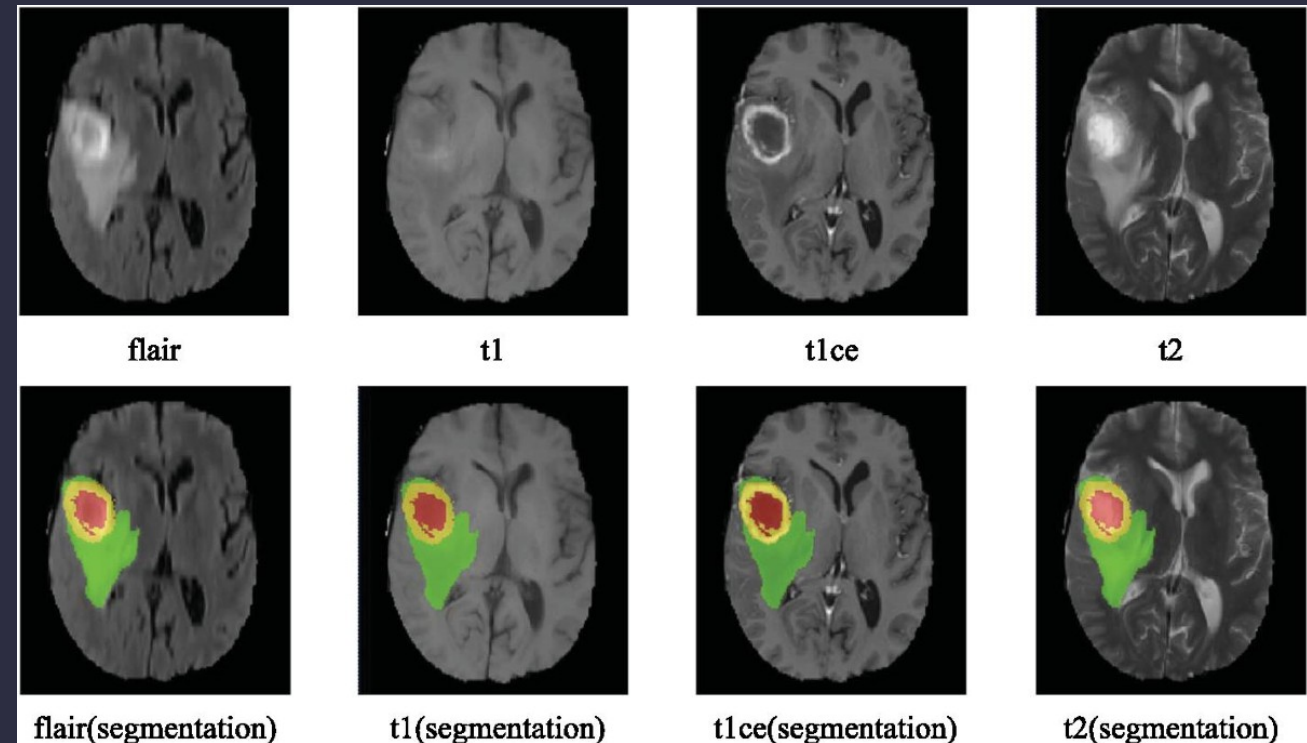 flair
t1
t1ce
t2
flair(segmentation)
t1(segmentation)
t1ce(segmentation)
t2(segmentation)